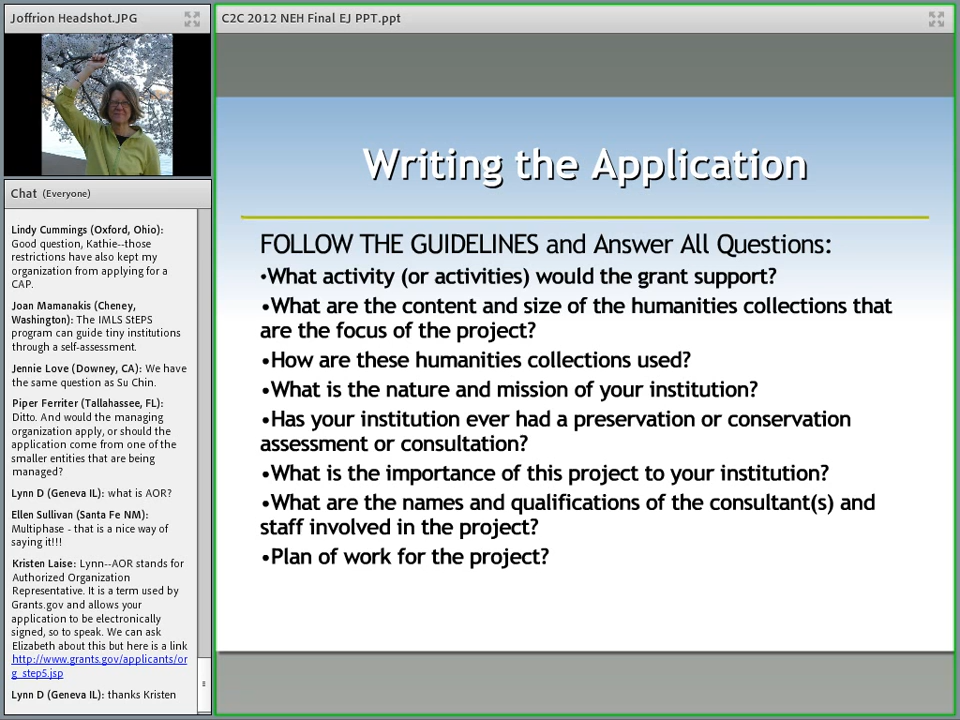 Joffrion Headshot.JPG
C2C 2012 NEH Final EJ PPT.ppt
Chat (Everyone)
Lindy Cummings (Oxford, Ohio):
Good question, Kathie--those
restrictions have also kept my
organization from applying for a
CAP.
Joan Mamanakis (Cheney,
Washington): The IMLS StEPS
program can guide tiny institutions
through a self-assessment.
Jennie Love (Downey, CA): We have
the same question as Su Chin.
Piper Ferriter (Tallahassee, FL):
Ditto. And would the managing
organization apply, or should the
application come from one of the
smaller entities that are being
managed?
Lynn D (Geneva IL): what is AOR?
Ellen Sullivan (Santa Fe NM):
Multiphase - that is a nice way of
saying it!!!
Kristen Laise: Lynn--AOR stands for
Authorized Organization
Representative. It is a term used by
Grants.gov and allows your
application to be electronically
signed, so to speak. We can ask
Elizabeth about this but here is a link
http://www.grants.gov/applicants/or
g_step5.jsp
Lynn D (Geneva IL): thanks Kristen
Writing the Application
FOLLOW THE GUIDELINES and Answer All Questions:
•What activity (or activities) would the grant support?
•What are the content and size of the humanities collections that
are the focus of the project?
•How are these humanities collections used?
•What is the nature and mission of your institution?
•Has your institution ever had a preservation or conservation
assessment or consultation?
•What is the importance of this project to your institution?
•What are the names and qualifications of the consultant(s) and
staff involved in the project?
•Plan of work for the project?